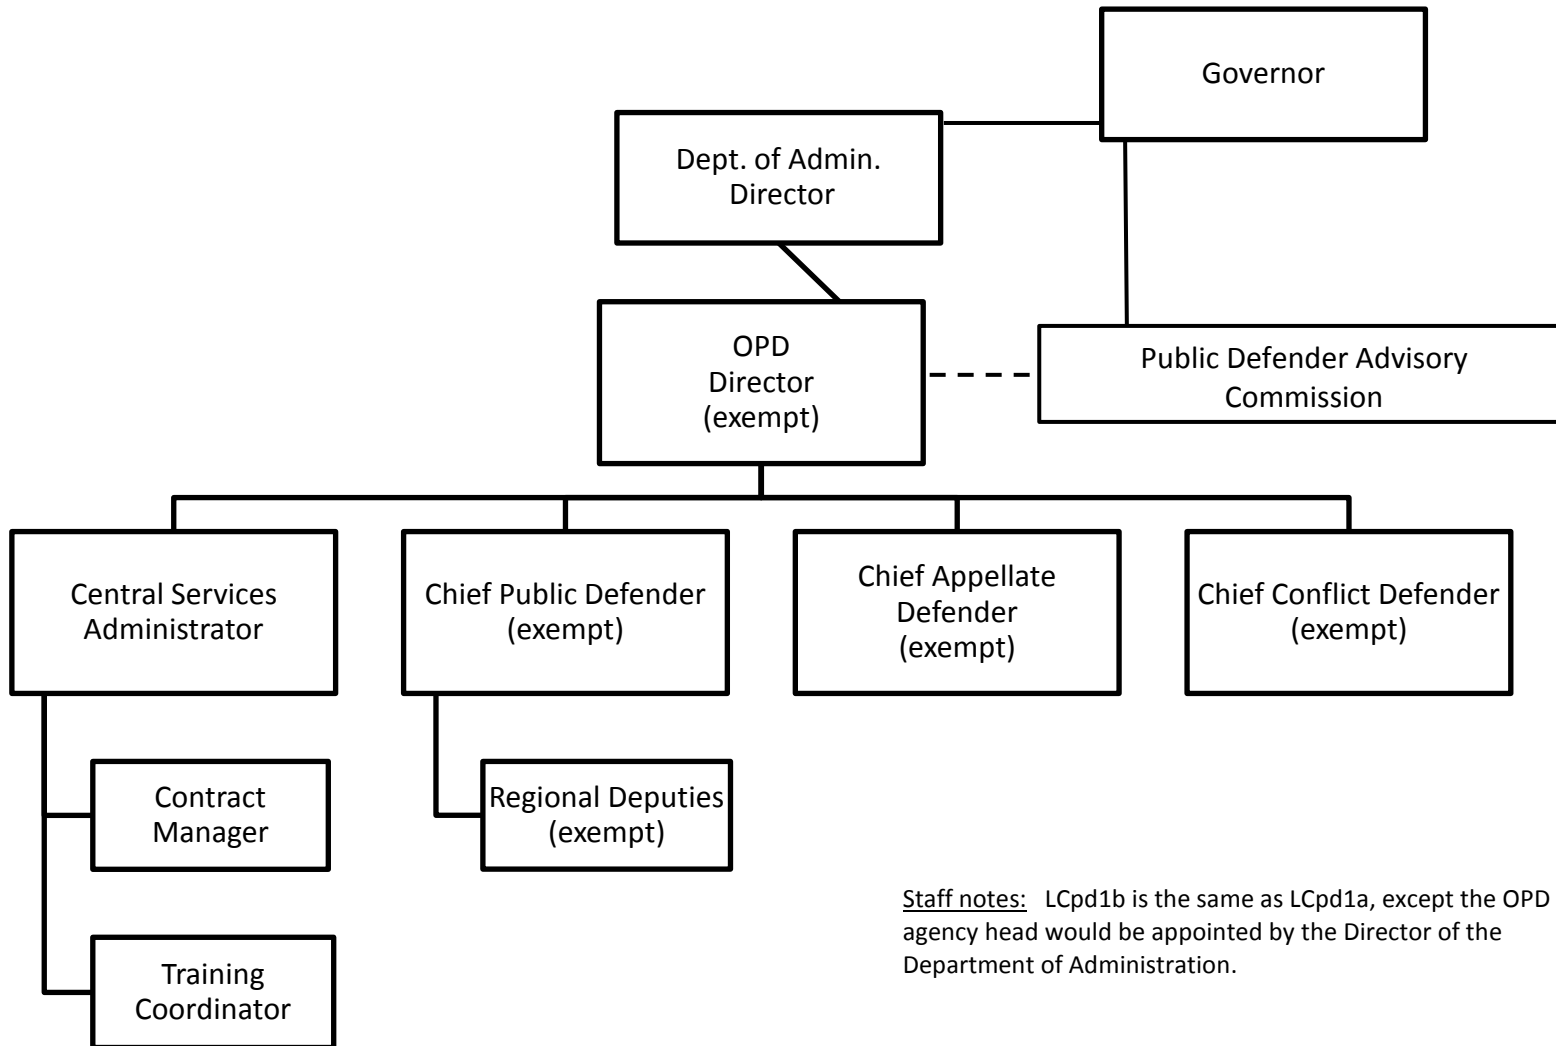 Governor
Dept. of Admin.
Director
OPD
Director
(exempt)
Public Defender Advisory
Commission
Central Services
Administrator
Chief Public Defender
(exempt)
Chief Appellate
Defender
(exempt)
Chief Conflict Defender
(exempt)
Contract
Manager
Regional Deputies
(exempt)
Training
Coordinator
Staff notes: LCpd1b is the same as LCpd1a, except the OPD
agency head would be appointed by the Director of the
Department of Administration.